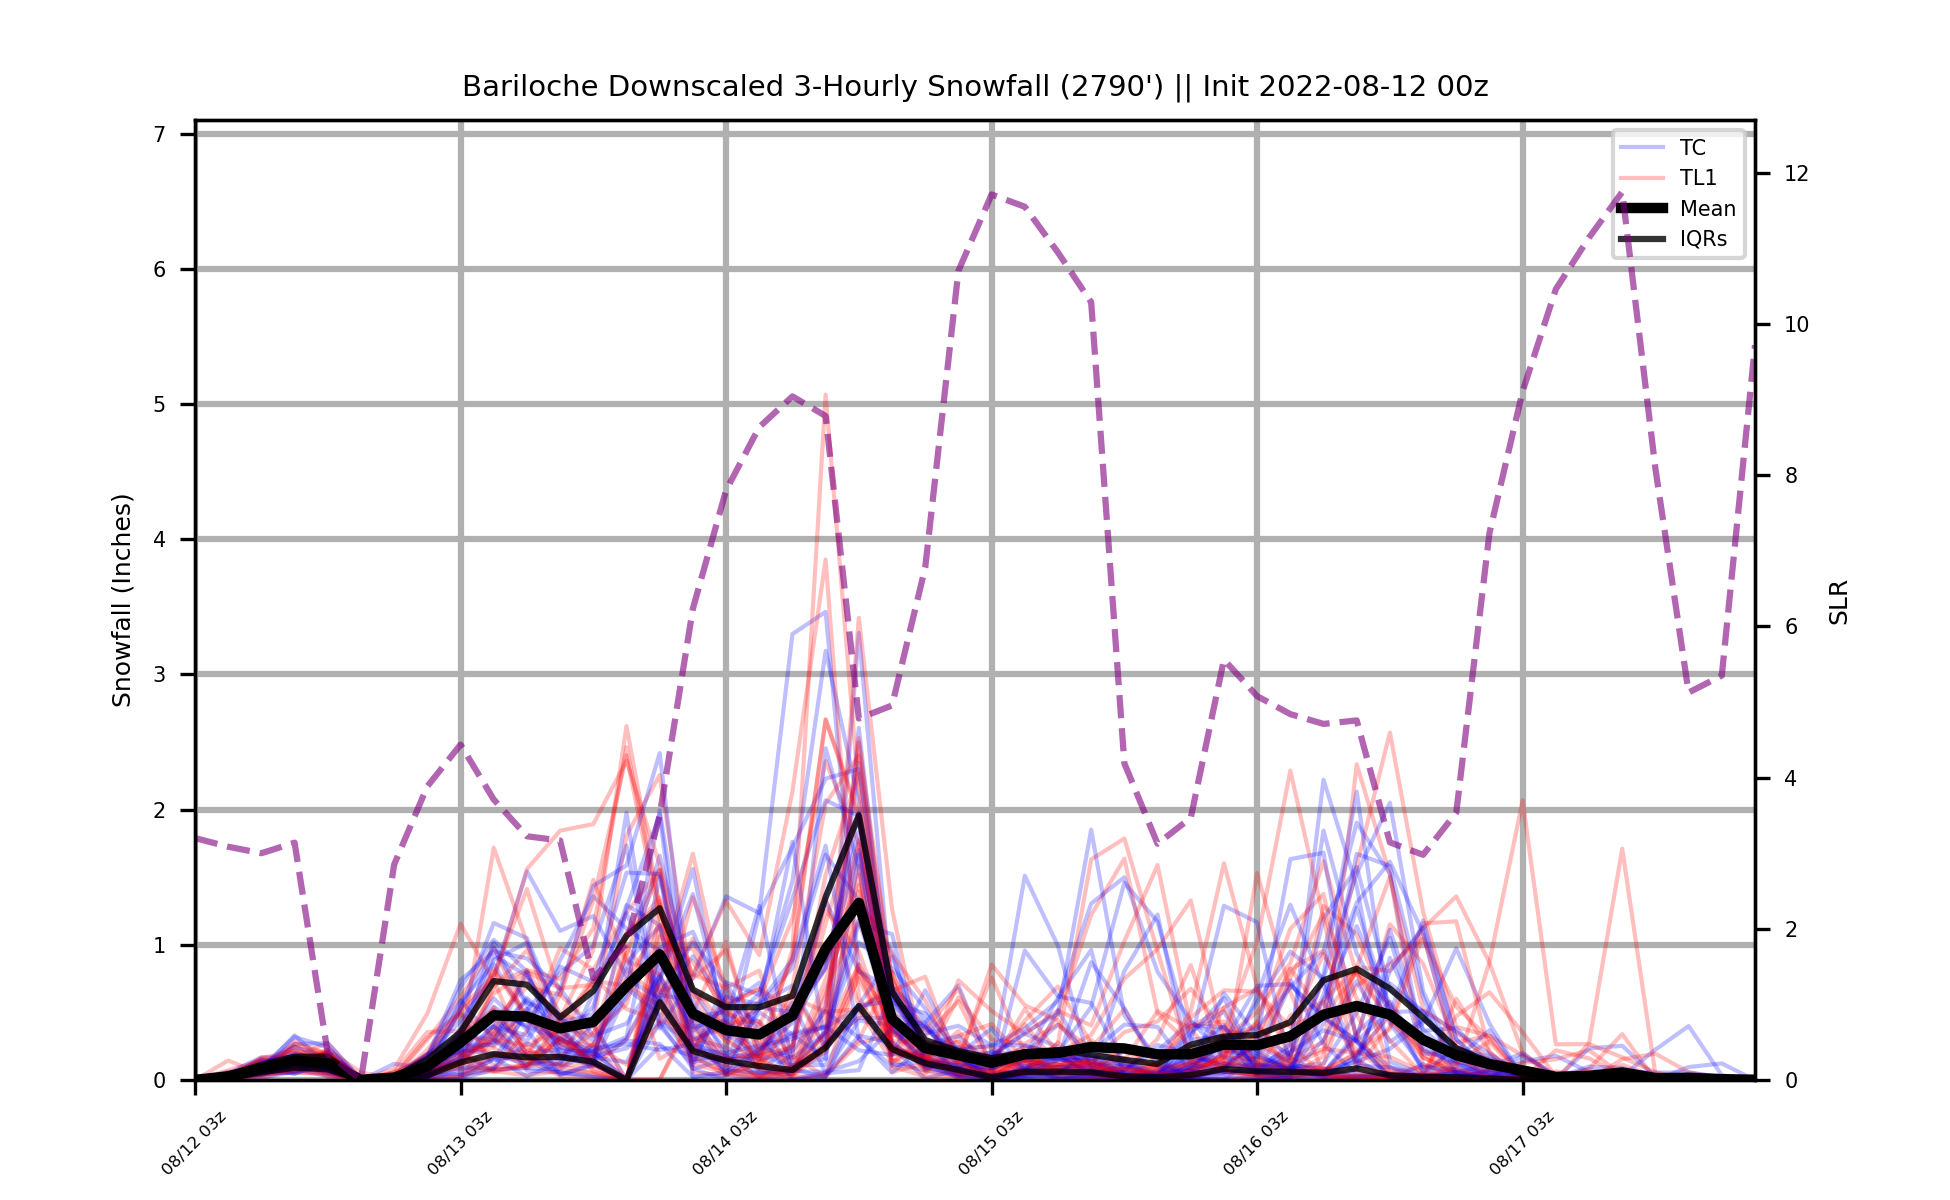 Bariloche Downscaled 3-Hourly Snowfall (2790') || Init 2022-08-12 00z
7
6
5
4
3
2
1
0
Snowfall (Inches)
TC
TL1
Mean
IQRs
12
10
8
6
4
2
0
SLR
08/12 03z
08/13 03z
08/14 03z
08/15 03z
08/16 03z
08/17 03z